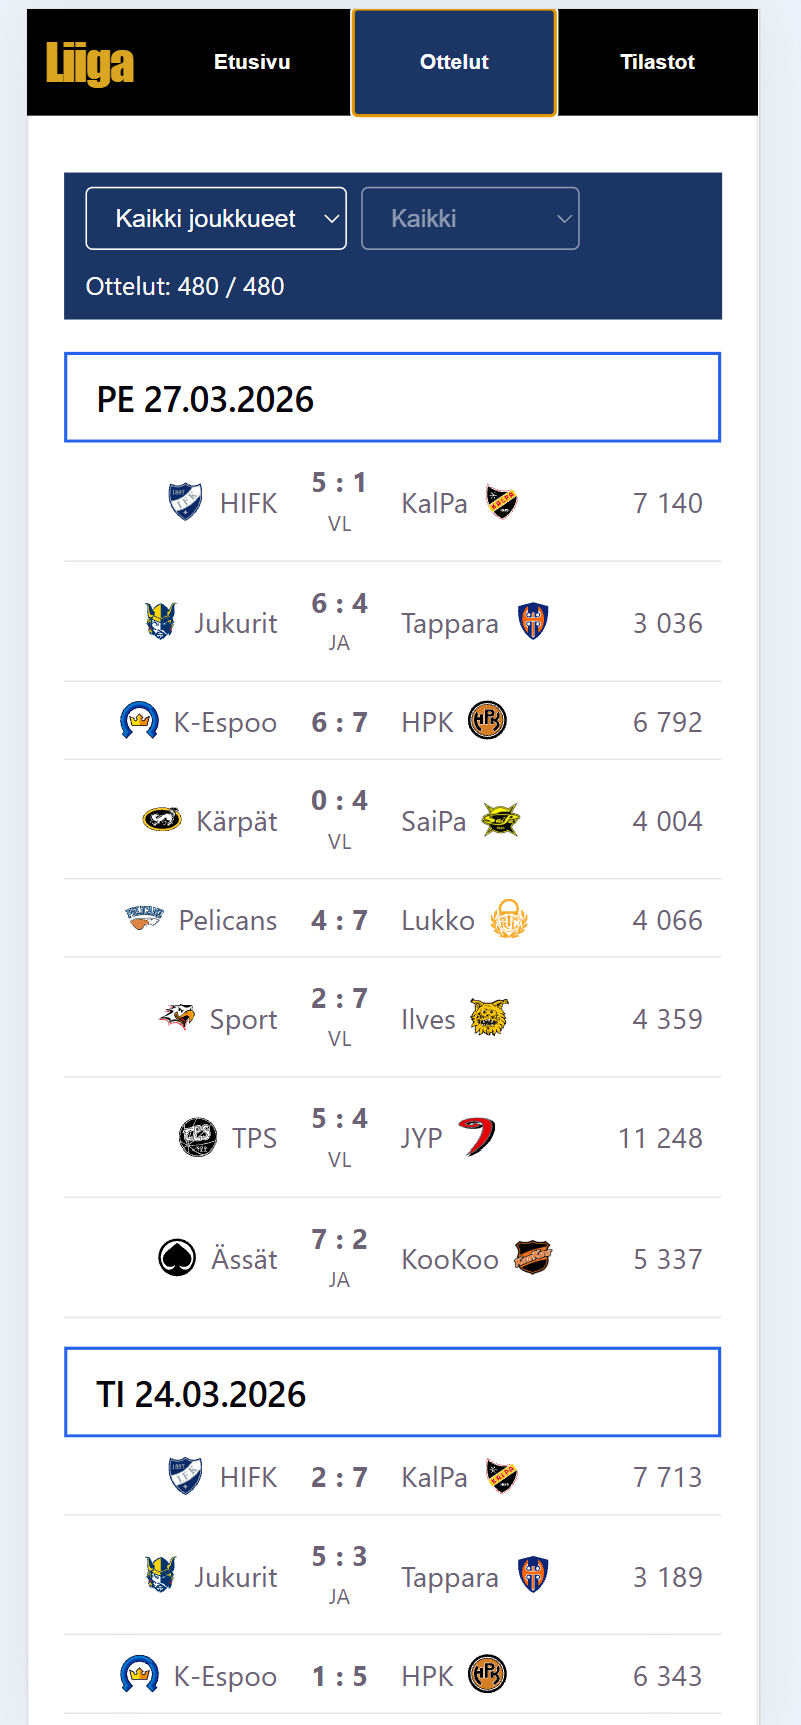 Liiga Etusivu Ottelut Tilastot
Kaikki joukkueet Kaikki
Ottelut: 480 / 480
PE 27.03.2026
HIFK 5 : 1 KalPa 7 140
VL
Jukurit 6 : 4 Tappara 3 036
JA
K-Espoo 6 : 7 HPK 6 792
Kärpät 0 : 4 SaiPa 4 004
VL
Pelicans 4 : 7 Lukko 4 066
Sport 2 : 7 Ilves 4 359
VL
TPS 5 : 4 JYP 11 248
VL
Ässät 7 : 2 KooKoo 5 337
JA
TI 24.03.2026
HIFK 2 : 7 KalPa 7 713
Jukurit 5 : 3 Tappara 3 189
JA
K-Espoo 1 : 5 HPK 6 343